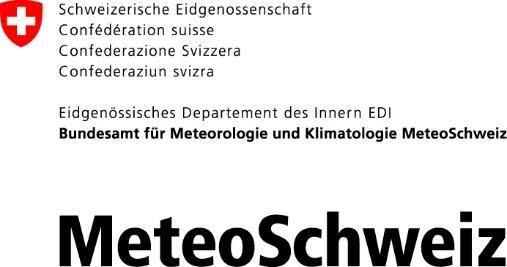 Schweizerische Eidgenossenschaft
Confédération suisse
Confederazione Svizzera
Confederaziun svizra
Eidgenössisches Departement des Innern EDI
Bundesamt für Meteorologie und Klimatologie MeteoSchweiz
MeteoSchweiz